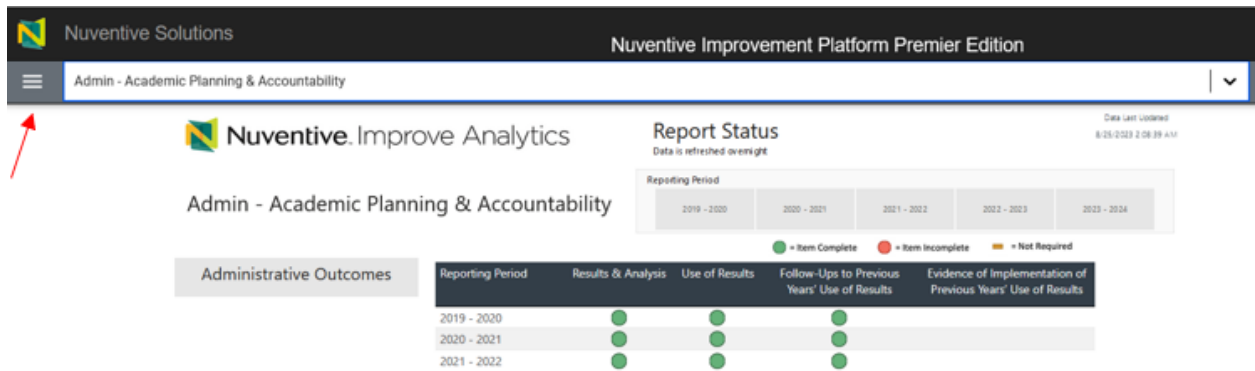 Nuventive Solutions
Nuventive Improvement Platform Premier Edition
Admin - Academic Planning & Accountability
Nuventive. Improve Analytics
Report Status
Data is refreshed overnight
Data Last Updated
8/25/2023 2:08:39 AM
Reporting Period
2019 - 2020 2020 - 2021 2021 - 2022 2022 - 2023 2023 - 2024
Admin - Academic Planning & Accountability
= Item Complete = Item Incomplete = Not Required
Administrative Outcomes
Reporting Period Results & Analysis Use of Results Follow-Ups to Previous Evidence of Implementation of
Years' Use of Results Previous Years' Use of Results
2019 - 2020
2020 - 2021
2021 - 2022